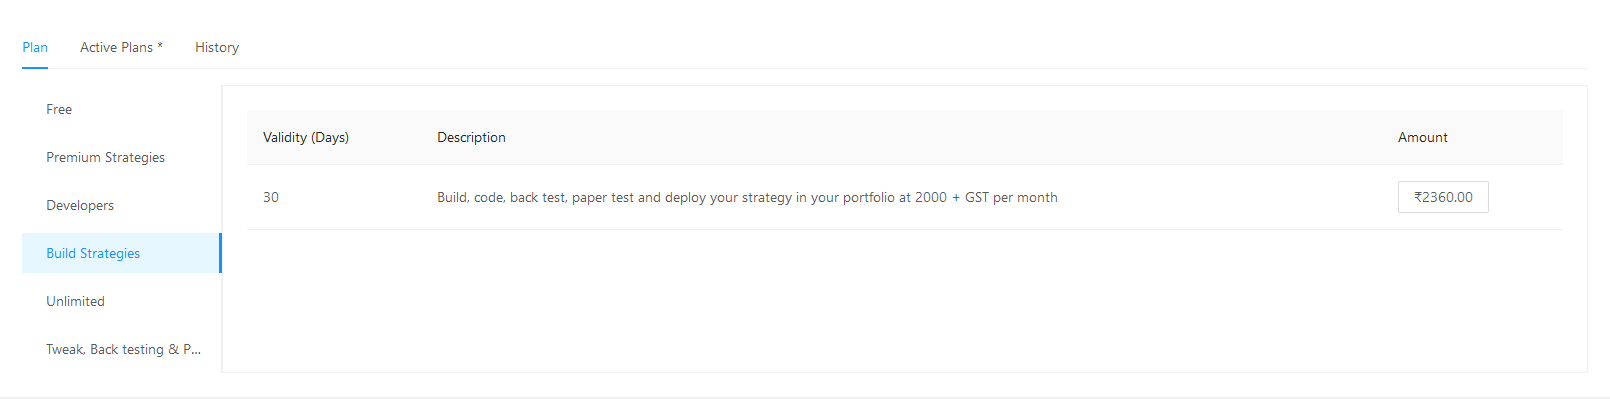 Plan Active Plans * History
Free
Premium Strategies
Developers
Build Strategies
Unlimited
Tweak, Back testing & P...
Validity (Days) Description Amount
30 Build, code, back test, paper test and deploy your strategy in your portfolio at 2000 + GST per month ₹2360.00